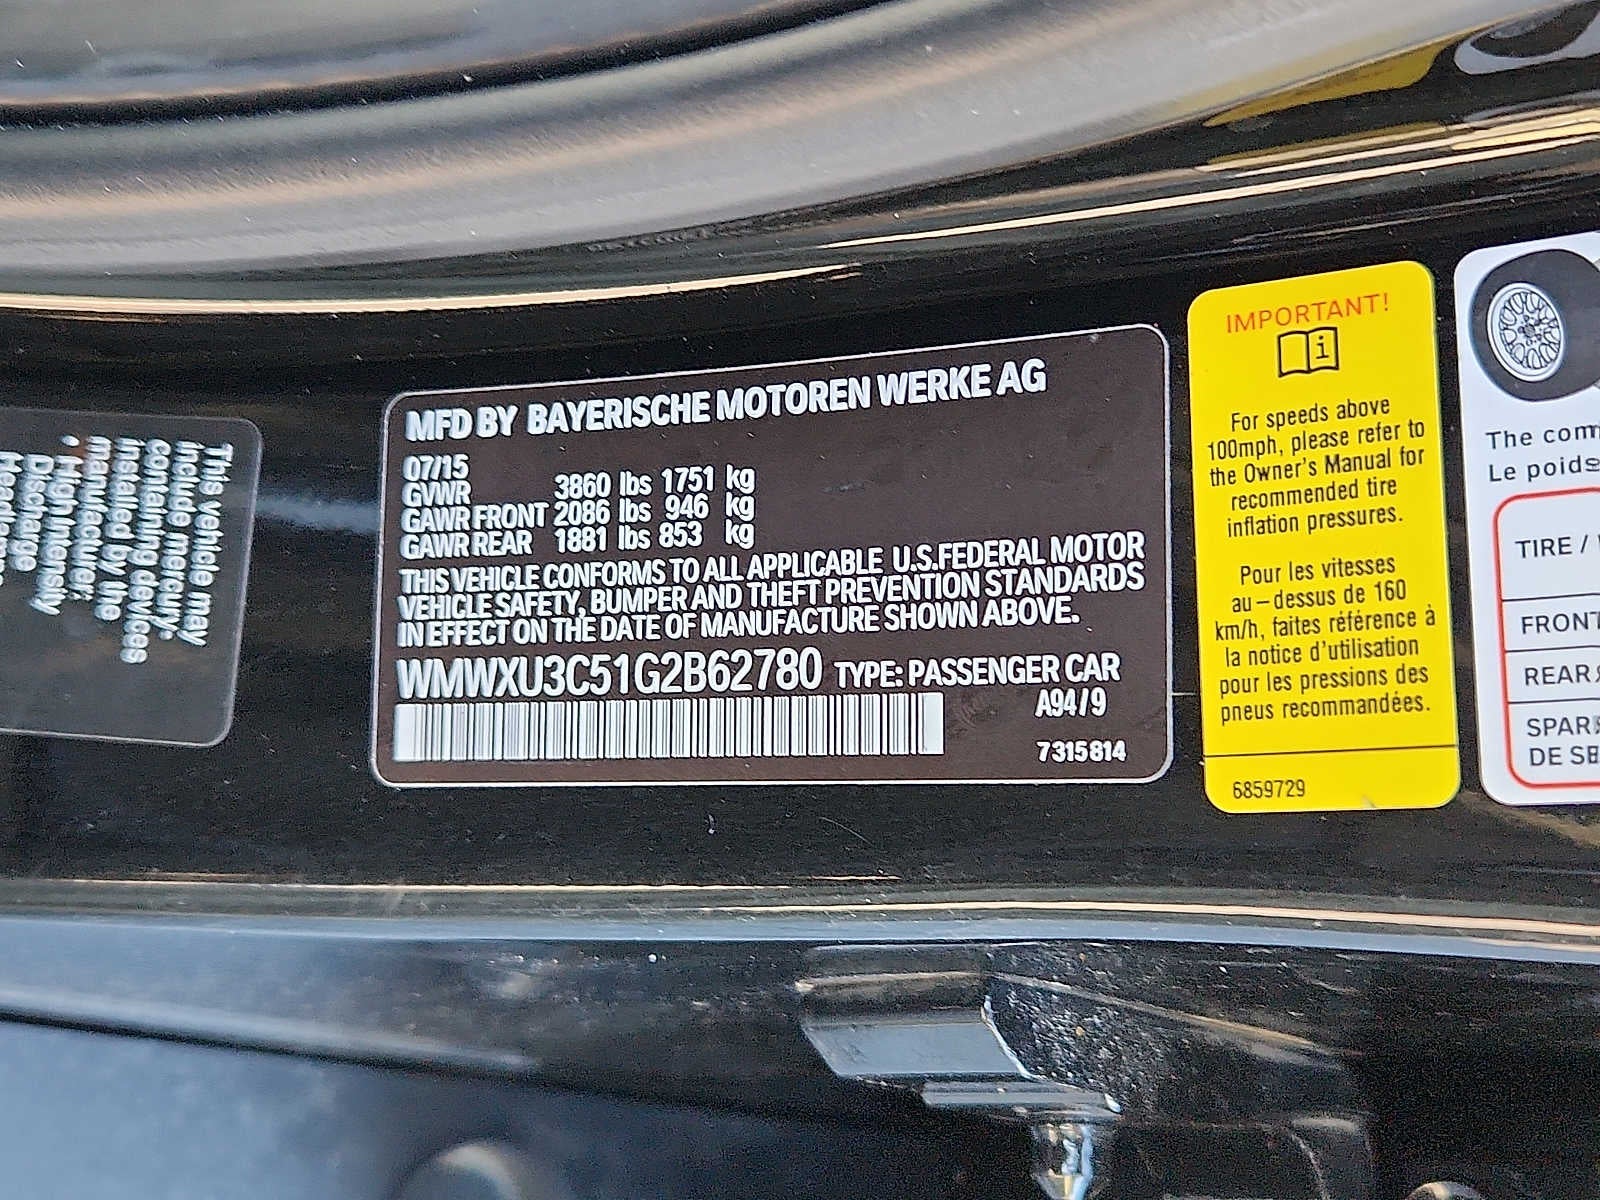 This vehicle may
include mercury-
containing devices
installed by the
manufacturer:
• High Intensity
Discharge
MFD BY BAYERISCHE MOTOREN WERKE AG
07/15
GVWR 3860 lbs 1751 kg
GAWR FRONT 2086 lbs 946 kg
GAWR REAR 1881 lbs 853 kg
THIS VEHICLE CONFORMS TO ALL APPLICABLE U.S.FEDERAL MOTOR
VEHICLE SAFETY, BUMPER AND THEFT PREVENTION STANDARDS
IN EFFECT ON THE DATE OF MANUFACTURE SHOWN ABOVE.
WMWXU3C51G2B62780 TYPE: PASSENGER CAR
A94/9
7315814
IMPORTANT!
i
For speeds above
100mph, please refer to
the Owner's Manual for
recommended tire
inflation pressures.
Pour les vitesses
au-dessus de 160
km/h, faites référence à
la notice d'utilisation
pour les pressions des
pneus recommandées.
6859729
The com
Le poids
TIRE /
FRONT
REAR
SPAR
DE SE